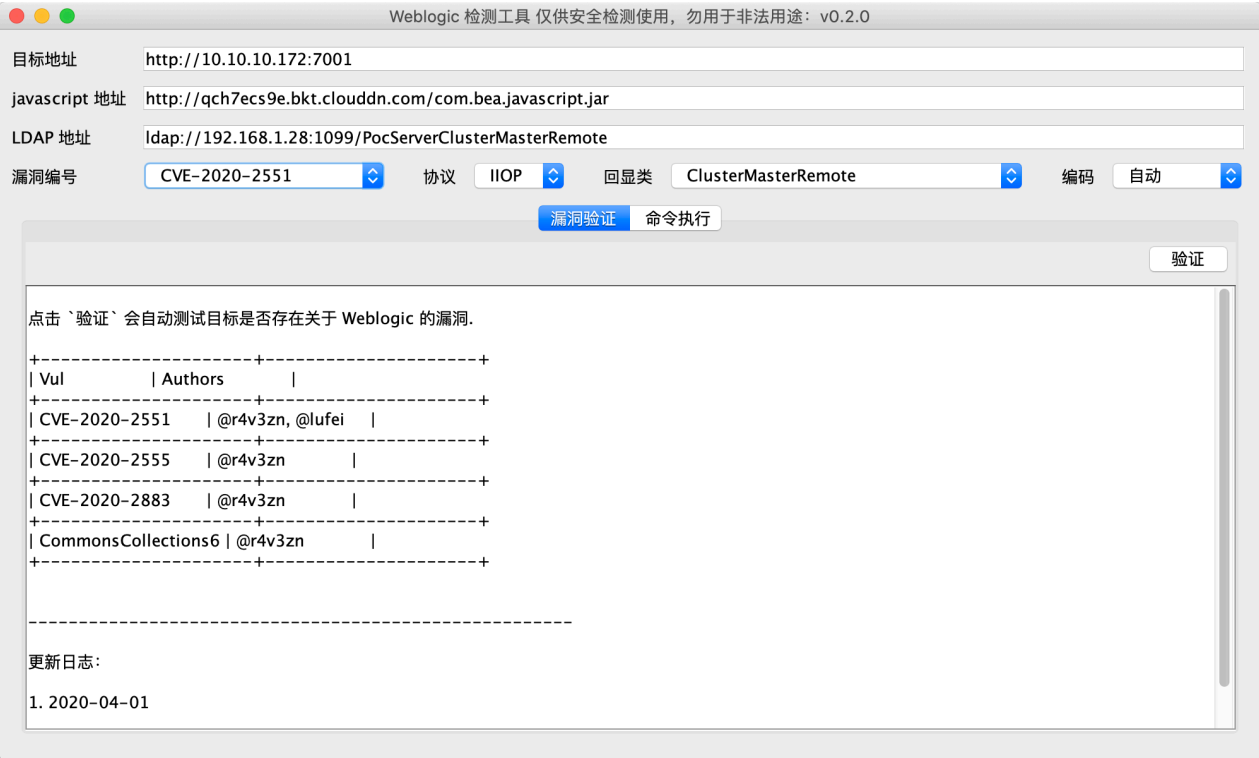 Weblogic 检测工具 仅供安全检测使用，勿用于非法用途：v0.2.0
目标地址 http://10.10.10.172:7001
javascript 地址 http://qch7ecs9e.bkt.clouddn.com/com.bea.javascript.jar
LDAP 地址 ldap://192.168.1.28:1099/PocServerClusterMasterRemote
漏洞编号 CVE-2020-2551 协议 IIOP 回显类 ClusterMasterRemote 编码 自动
漏洞验证 命令执行
验证
点击 `验证` 会自动测试目标是否存在关于 Weblogic 的漏洞.
+---------------------+---------------------+
| Vul | Authors |
+---------------------+---------------------+
| CVE-2020-2551 | @r4v3zn, @lufei |
+---------------------+---------------------+
| CVE-2020-2555 | @r4v3zn |
+---------------------+---------------------+
| CVE-2020-2883 | @r4v3zn |
+---------------------+---------------------+
| CommonsCollections6 | @r4v3zn |
+---------------------+---------------------+
------------------------------------------------------
更新日志：
1. 2020-04-01